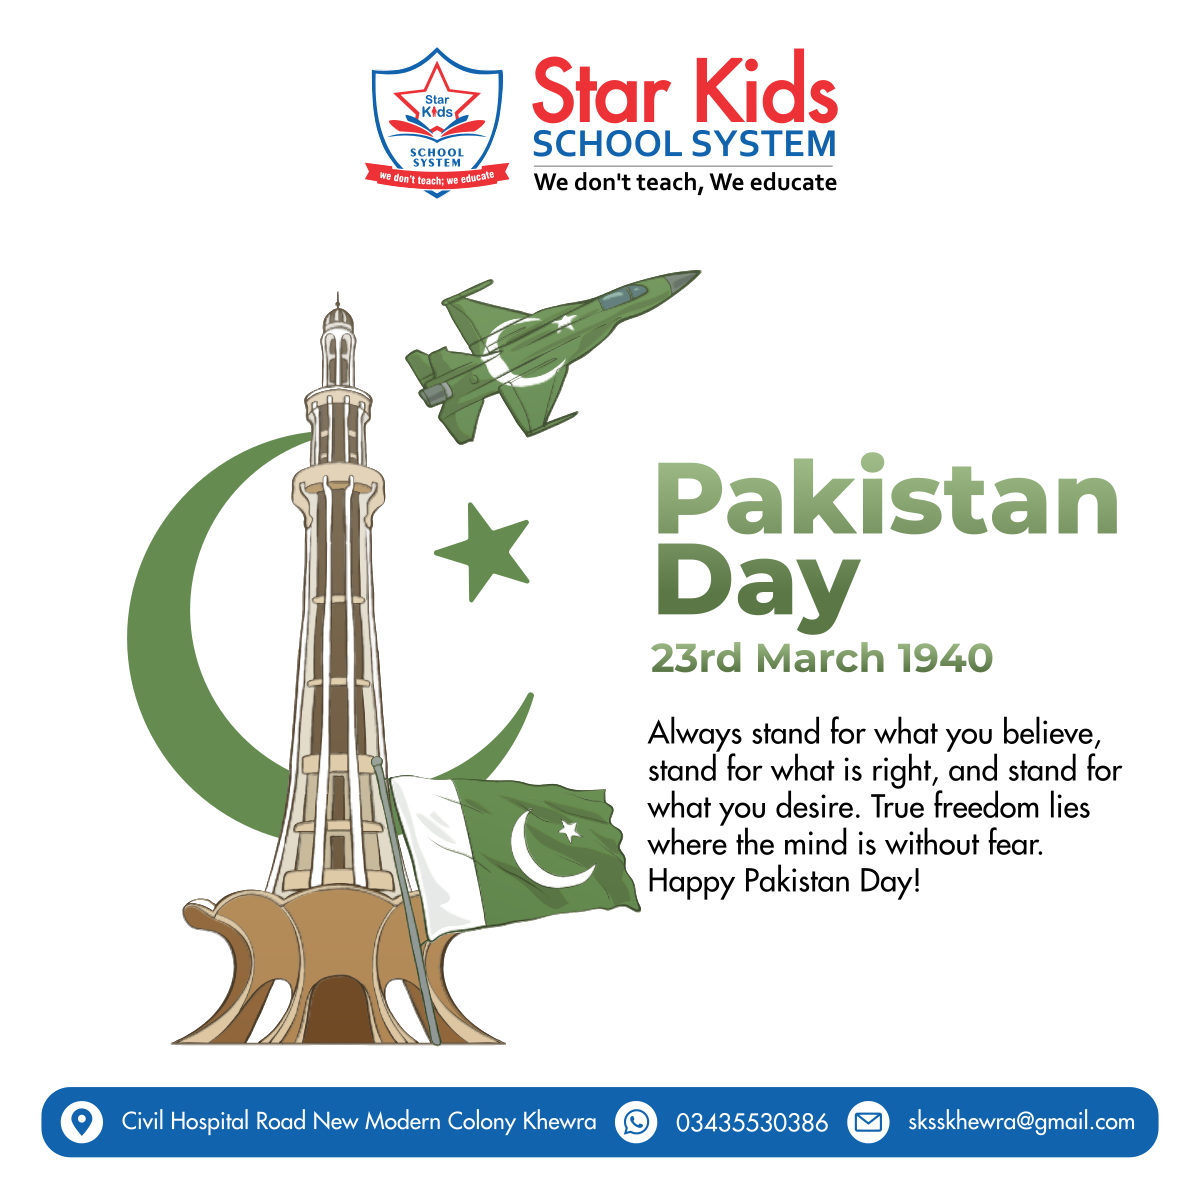 Star
Kids
SCHOOL
SYSTEM
we don't teach; we educate
Star Kids
SCHOOL SYSTEM
We don't teach, We educate
Pakistan
Day
23rd March 1940
Always stand for what you believe,
stand for what is right, and stand for
what you desire. True freedom lies
where the mind is without fear.
Happy Pakistan Day!
Civil Hospital Road New Modern Colony Khewra
03435530386
sksskhewra@gmail.com